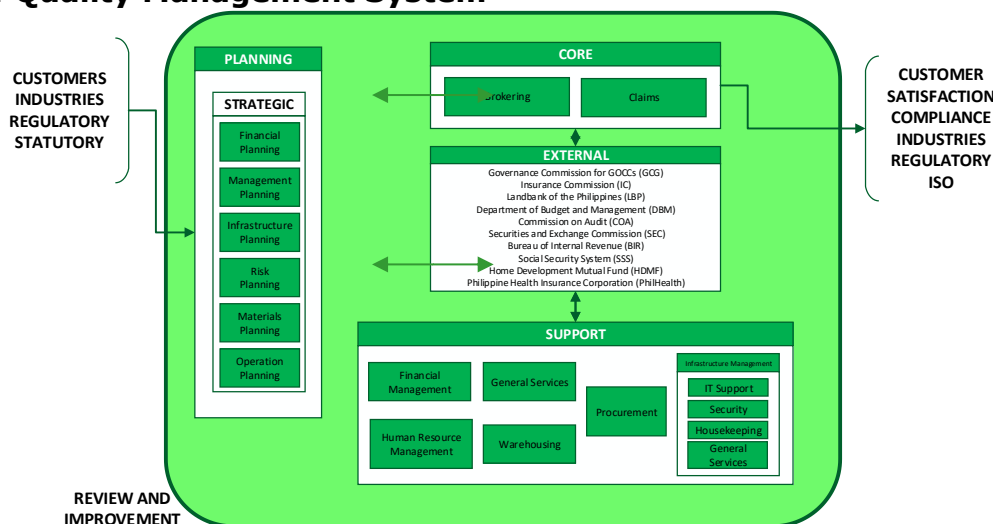 Quality Management System
CUSTOMERS
INDUSTRIES
REGULATORY
STATUTORY
PLANNING
STRATEGIC
Financial
Planning
Management
Planning
Infrastructure
Planning
Risk
Planning
Materials
Planning
Operation
Planning
CORE
Brokering
Claims
EXTERNAL
Governance Commission for GOCCs (GCG)
Insurance Commission (IC)
Landbank of the Philippines (LBP)
Department of Budget and Management (DBM)
Commission on Audit (COA)
Securities and Exchange Commission (SEC)
Bureau of Internal Revenue (BIR)
Social Security System (SSS)
Home Development Mutual Fund (HDMF)
Philippine Health Insurance Corporation (PhilHealth)
SUPPORT
Financial
Management
General Services
Human Resource
Management
Warehousing
Procurement
Infrastructure Management
IT Support
Security
Housekeeping
General
Services
CUSTOMER
SATISFACTION
COMPLIANCE
INDUSTRIES
REGULATORY
ISO
REVIEW AND
IMPROVEMENT